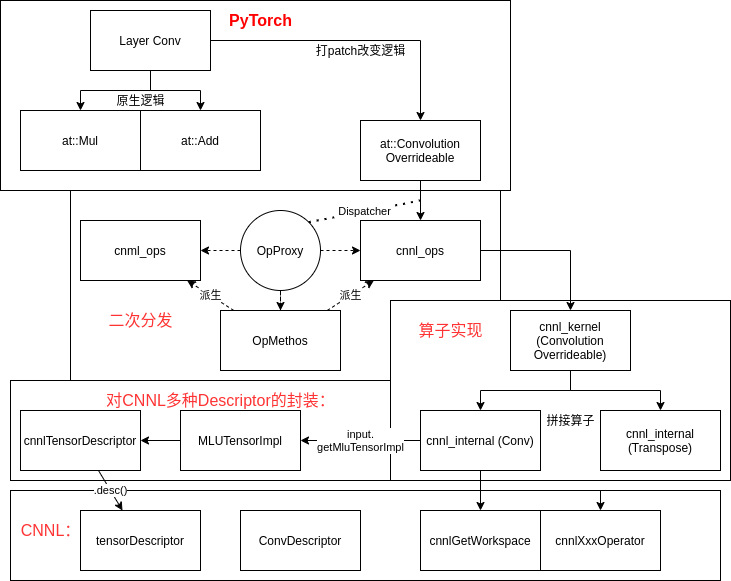 PyTorch
Layer Conv
打patch改变逻辑
原生逻辑
at::Mul
at::Add
at::Convolution
Overrideable
Dispatcher
cnml_ops
OpProxy
cnnl_ops
派生
派生
二次分发
OpMethos
算子实现
cnnl_kernel
(Convolution
Overrideable)
对CNNL多种Descriptor的封装：
拼接算子
cnnlTensorDescriptor
MLUTensorImpl
input.
getMluTensorImpl
cnnl_internal (Conv)
cnnl_internal
(Transpose)
.desc()
CNNL：
tensorDescriptor
ConvDescriptor
cnnlGetWorkspace
cnnlXxxOperator